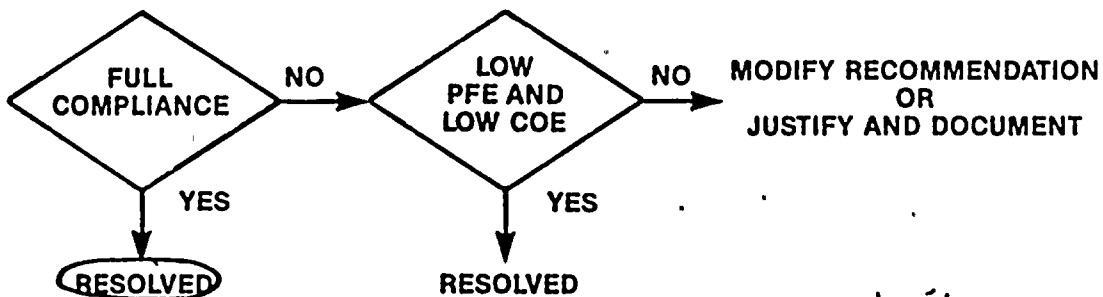 FULL
COMPLIANCE
NO
LOW
PFE AND
LOW COE
NO
MODIFY RECOMMENDATION
OR
JUSTIFY AND DOCUMENT
YES
YES
RESOLVED
RESOLVED